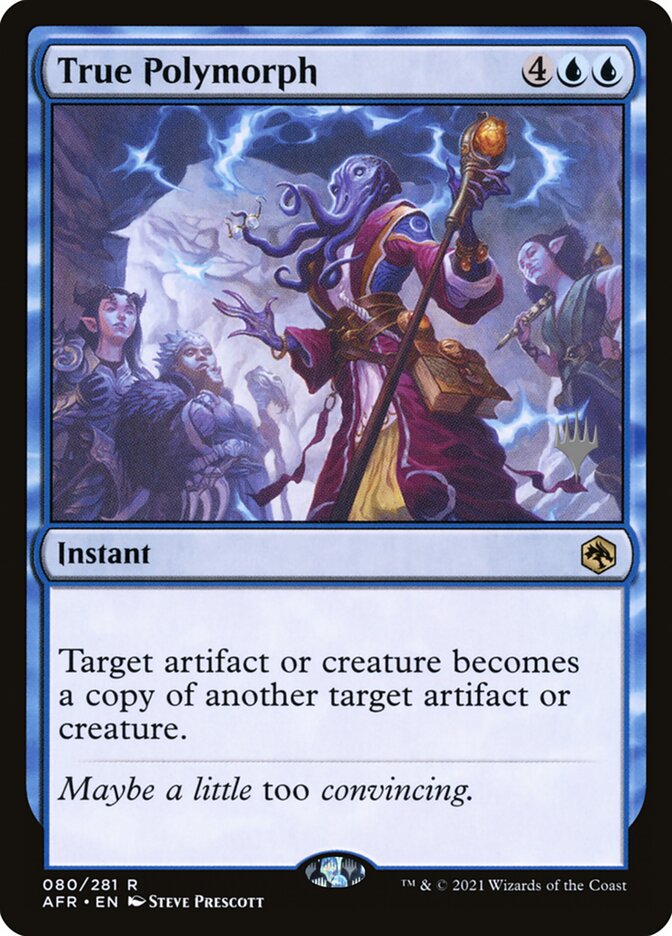 True Polymorph 4
Instant
Target artifact or creature becomes
a copy of another target artifact or
creature.
Maybe a little too convincing.
080/281 R
AFR • EN Steve Prescott
™ & © 2021 Wizards of the Coast